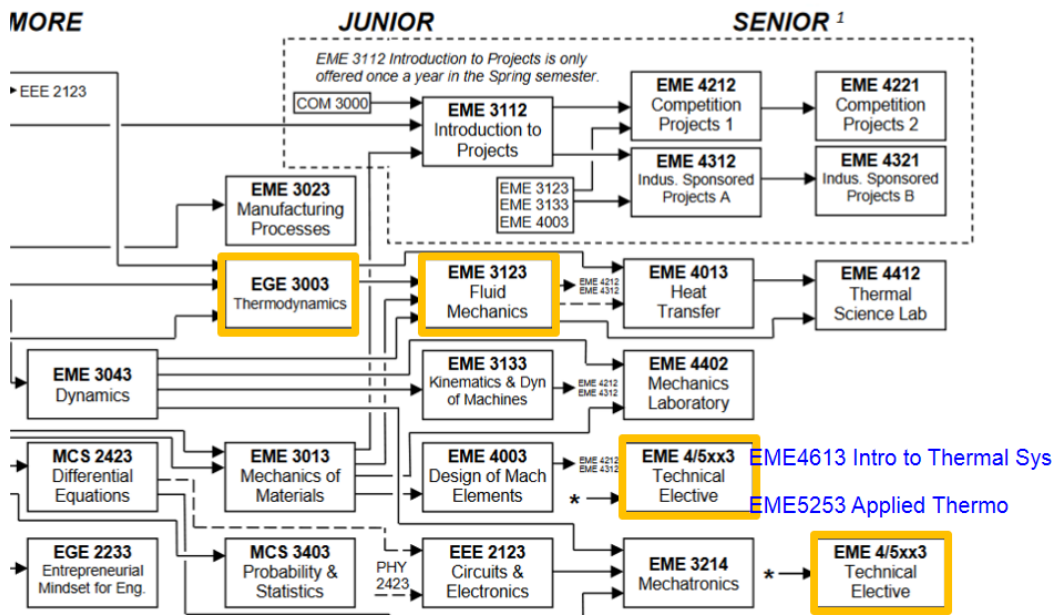 MORE
JUNIOR
SENIOR 1
EME 3112 Introduction to Projects is only
offered once a year in the Spring semester.
EEE 2123
COM 3000
EME 3112
Introduction to
Projects
EME 4212
Competition
Projects 1
EME 4221
Competition
Projects 2
EME 3123
EME 3133
EME 4003
EME 4312
Indus. Sponsored
Projects A
EME 4321
Indus. Sponsored
Projects B
EME 3023
Manufacturing
Processes
EGE 3003
Thermodynamics
EME 3123
Fluid
Mechanics
EME 4212
EME 4312
EME 4013
Heat
Transfer
EME 4412
Thermal
Science Lab
EME 3043
Dynamics
EME 3133
Kinematics & Dyn
of Machines
EME 4212
EME 4312
EME 4402
Mechanics
Laboratory
MCS 2423
Differential
Equations
EME 3013
Mechanics of
Materials
EME 4003
Design of Mach
Elements
EME 4212
EME 4312
*
EME 4/5xx3
Technical
Elective
EME4613 Intro to Thermal Sys
EME5253 Applied Thermo
EGE 2233
Entrepreneurial
Mindset for Eng.
MCS 3403
Probability &
Statistics
PHY
2423
EEE 2123
Circuits &
Electronics
EME 3214
Mechatronics
*
EME 4/5xx3
Technical
Elective